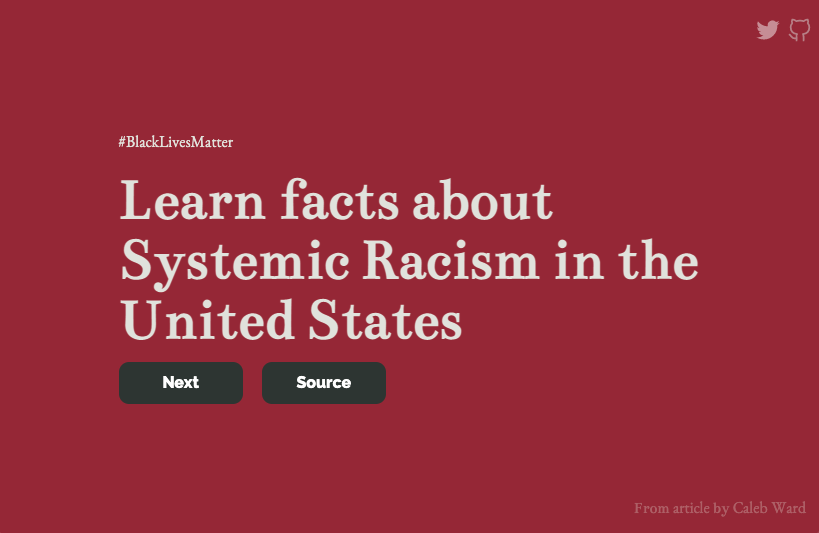 #BlackLivesMatter
Learn facts about
Systemic Racism in the
United States
Next Source
From article by Caleb Ward